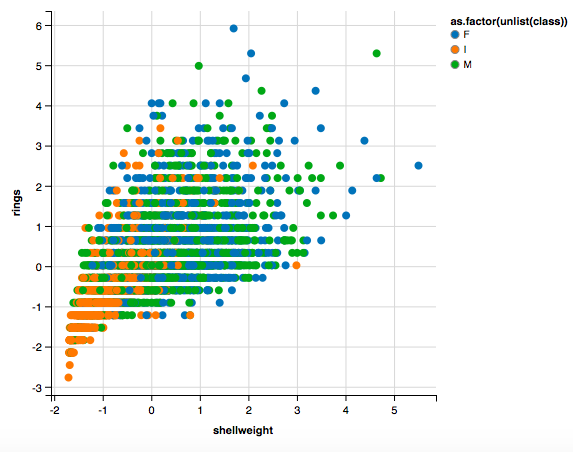 as.factor(unlist(class))
F
I
M
rings
6
5
4
3
2
1
0
-1
-2
-3
-2 -1 0 1 2 3 4 5
shellweight